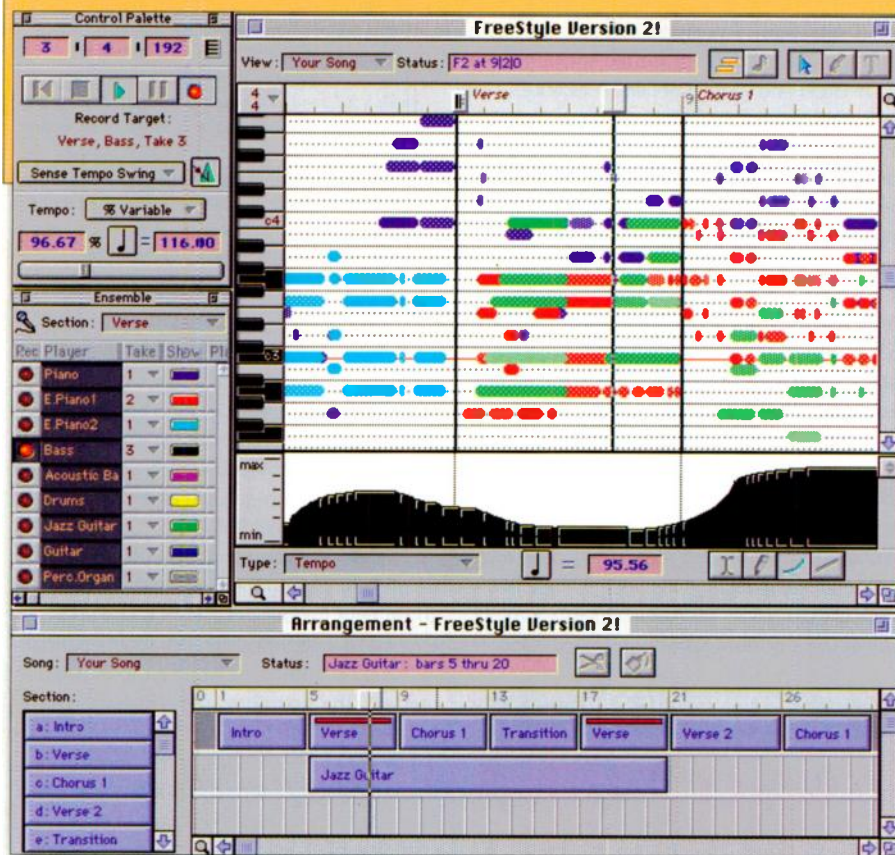 Control Palette
3 4 192
Record Target:
Verse, Bass, Take 3
Sense Tempo Swing
Tempo: % Variable
96.67 % = 116.00
Ensemble
Section: Verse
Rec Player Take Show
Piano 1
E.Piano1 2
E.Piano2 1
Bass 3
Acoustic Ba 1
Drums 1
Jazz Guitar 1
Guitar 1
Perc.Organ 1
FreeStyle Version 2!
View: Your Song Status: F2 at 9|2|0
T
4
4
Verse 9 Chorus 1
c4
c3
max
min
Type: Tempo = 95.56
Arrangement - FreeStyle Version 2!
Song: Your Song Status: Jazz Guitar: bars 5 thru 20
Section:
a: Intro
b: Verse
c: Chorus 1
d: Verse 2
e: Transition
0 1 5 9 13 17 21 26
Intro Verse Chorus 1 Transition Verse Verse 2 Chorus 1
Jazz Guitar